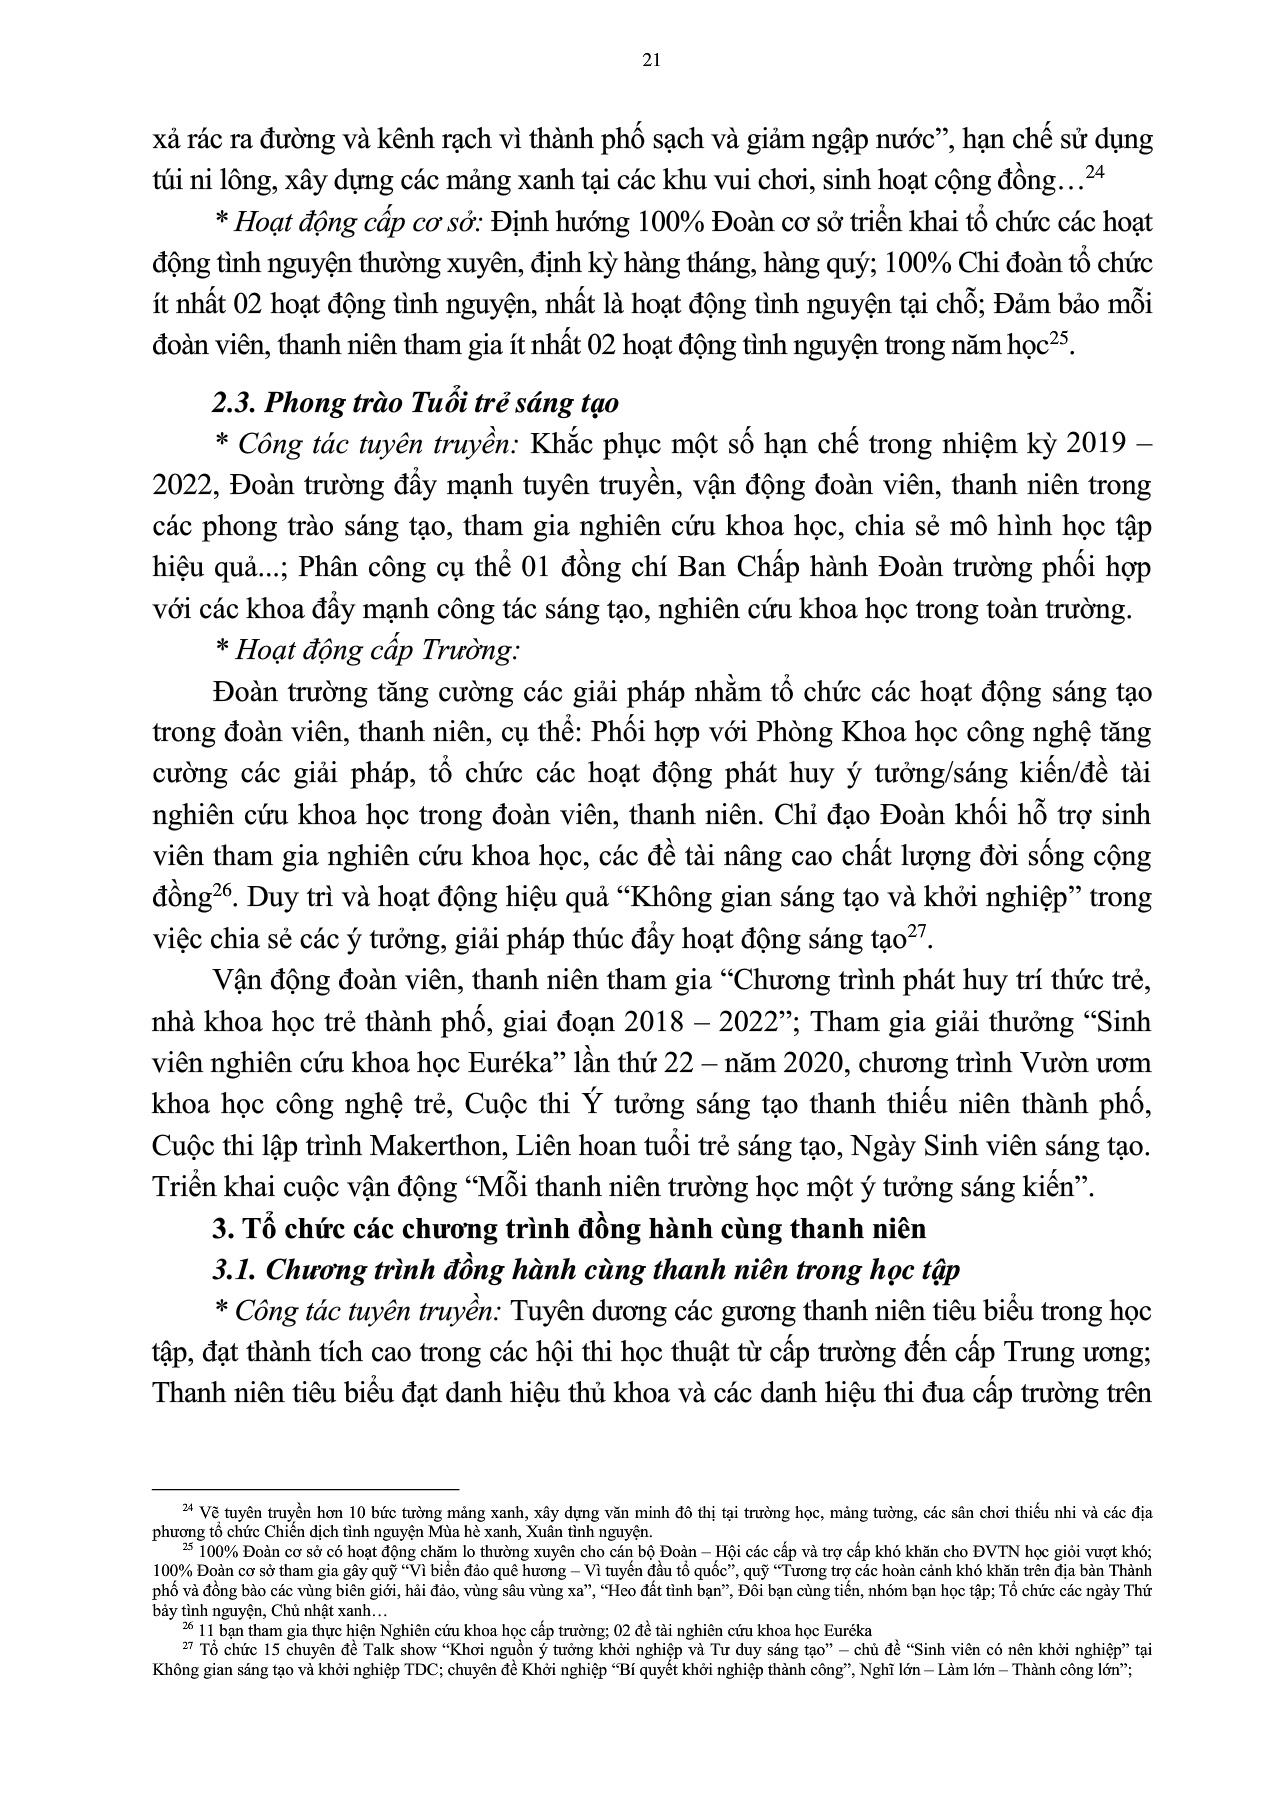 21
xả rác ra đường và kênh rạch vì thành phố sạch và giảm ngập nước”, hạn chế sử dụng
túi ni lông, xây dựng các mảng xanh tại các khu vui chơi, sinh hoạt cộng đồng…24
* Hoạt động cấp cơ sở: Định hướng 100% Đoàn cơ sở triển khai tổ chức các hoạt
động tình nguyện thường xuyên, định kỳ hàng tháng, hàng quý; 100% Chi đoàn tổ chức
ít nhất 02 hoạt động tình nguyện, nhất là hoạt động tình nguyện tại chỗ; Đảm bảo mỗi
đoàn viên, thanh niên tham gia ít nhất 02 hoạt động tình nguyện trong năm học25.
2.3. Phong trào Tuổi trẻ sáng tạo
* Công tác tuyên truyền: Khắc phục một số hạn chế trong nhiệm kỳ 2019 –
2022, Đoàn trường đẩy mạnh tuyên truyền, vận động đoàn viên, thanh niên trong
các phong trào sáng tạo, tham gia nghiên cứu khoa học, chia sẻ mô hình học tập
hiệu quả...; Phân công cụ thể 01 đồng chí Ban Chấp hành Đoàn trường phối hợp
với các khoa đẩy mạnh công tác sáng tạo, nghiên cứu khoa học trong toàn trường.
* Hoạt động cấp Trường:
Đoàn trường tăng cường các giải pháp nhằm tổ chức các hoạt động sáng tạo
trong đoàn viên, thanh niên, cụ thể: Phối hợp với Phòng Khoa học công nghệ tăng
cường các giải pháp, tổ chức các hoạt động phát huy ý tưởng/sáng kiến/đề tài
nghiên cứu khoa học trong đoàn viên, thanh niên. Chỉ đạo Đoàn khối hỗ trợ sinh
viên tham gia nghiên cứu khoa học, các đề tài nâng cao chất lượng đời sống cộng
đồng26. Duy trì và hoạt động hiệu quả “Không gian sáng tạo và khởi nghiệp” trong
việc chia sẻ các ý tưởng, giải pháp thúc đẩy hoạt động sáng tạo27.
Vận động đoàn viên, thanh niên tham gia “Chương trình phát huy trí thức trẻ,
nhà khoa học trẻ thành phố, giai đoạn 2018 – 2022”; Tham gia giải thưởng “Sinh
viên nghiên cứu khoa học Euréka” lần thứ 22 – năm 2020, chương trình Vườn ươm
khoa học công nghệ trẻ, Cuộc thi Ý tưởng sáng tạo thanh thiếu niên thành phố,
Cuộc thi lập trình Makerthon, Liên hoan tuổi trẻ sáng tạo, Ngày Sinh viên sáng tạo.
Triển khai cuộc vận động “Mỗi thanh niên trường học một ý tưởng sáng kiến”.
3. Tổ chức các chương trình đồng hành cùng thanh niên
3.1. Chương trình đồng hành cùng thanh niên trong học tập
* Công tác tuyên truyền: Tuyên dương các gương thanh niên tiêu biểu trong học
tập, đạt thành tích cao trong các hội thi học thuật từ cấp trường đến cấp Trung ương;
Thanh niên tiêu biểu đạt danh hiệu thủ khoa và các danh hiệu thi đua cấp trường trên
24 Vẽ tuyên truyền hơn 10 bức tường mảng xanh, xây dựng văn minh đô thị tại trường học, mảng tường, các sân chơi thiếu nhi và các địa
phương tổ chức Chiến dịch tình nguyện Mùa hè xanh, Xuân tình nguyện.
25 100% Đoàn cơ sở có hoạt động chăm lo thường xuyên cho cán bộ Đoàn – Hội các cấp và trợ cấp khó khăn cho ĐVTN học giỏi vượt khó;
100% Đoàn cơ sở tham gia gây quỹ “Vì biển đảo quê hương – Vì tuyến đầu tổ quốc”, quỹ “Tương trợ các hoàn cảnh khó khăn trên địa bàn Thành
phố và đồng bào các vùng biên giới, hải đảo, vùng sâu vùng xa”, “Heo đất tình bạn”, Đôi bạn cùng tiến, nhóm bạn học tập; Tổ chức các ngày Thứ
bảy tình nguyện, Chủ nhật xanh…
26 11 bạn tham gia thực hiện Nghiên cứu khoa học cấp trường; 02 đề tài nghiên cứu khoa học Euréka
27 Tổ chức 15 chuyên đề Talk show “Khơi nguồn ý tưởng khởi nghiệp và Tư duy sáng tạo” – chủ đề “Sinh viên có nên khởi nghiệp” tại
Không gian sáng tạo và khởi nghiệp TDC; chuyên đề Khởi nghiệp “Bí quyết khởi nghiệp thành công”, Nghĩ lớn – Làm lớn – Thành công lớn”;